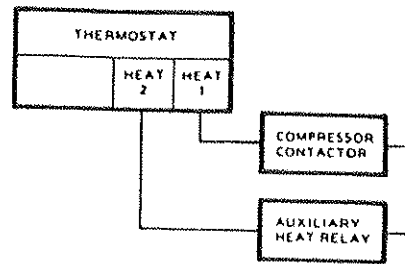 THERMOSTAT
HEAT
2
HEAT
1
COMPRESSOR
CONTACTOR
AUXILIARY
HEAT RELAY